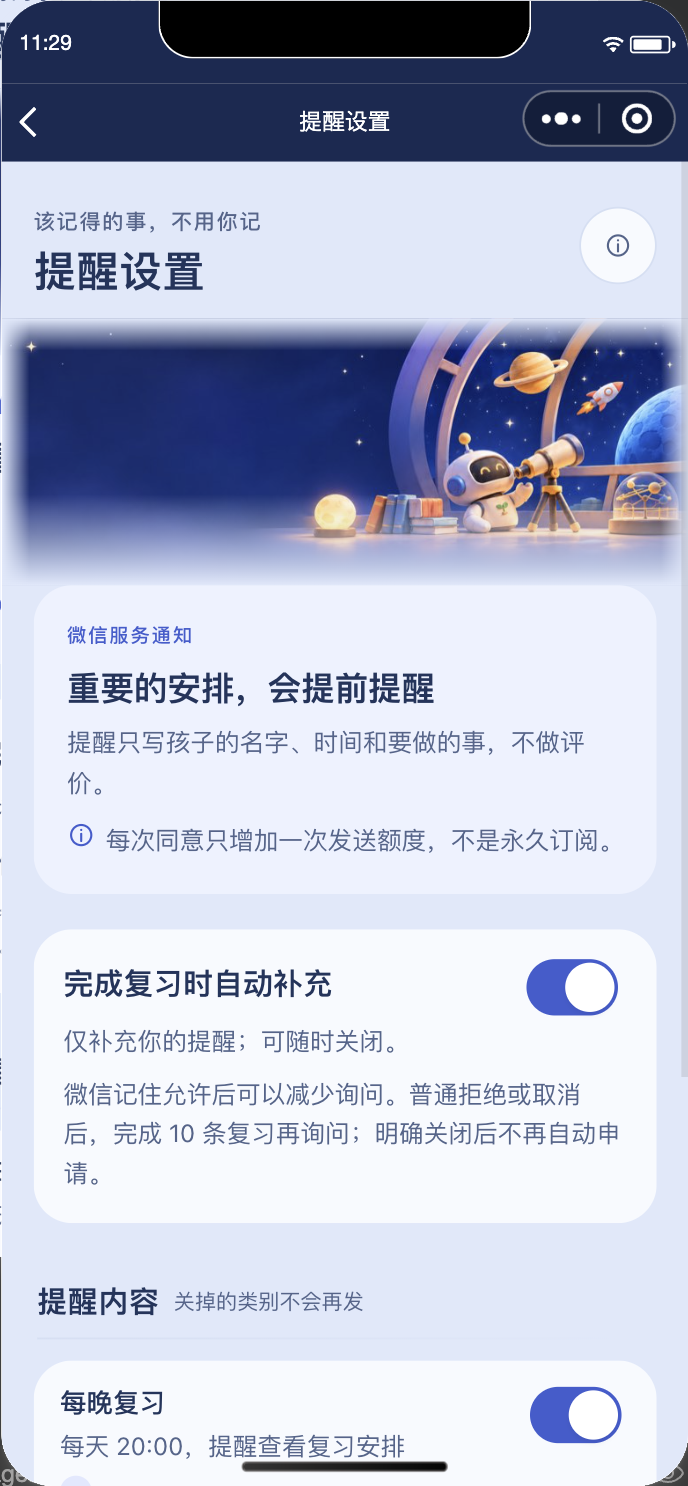 11:29
提醒设置
该记得的事，不用你记
提醒设置
微信服务通知
重要的安排，会提前提醒
提醒只写孩子的名字、时间和要做的事，不做评
价。
每次同意只增加一次发送额度，不是永久订阅。
完成复习时自动补充
仅补充你的提醒；可随时关闭。
微信记住允许后可以减少询问。普通拒绝或取消
后，完成 10 条复习再询问；明确关闭后不再自动申
请。
提醒内容 关掉的类别不会再发
每晚复习
每天 20:00，提醒查看复习安排